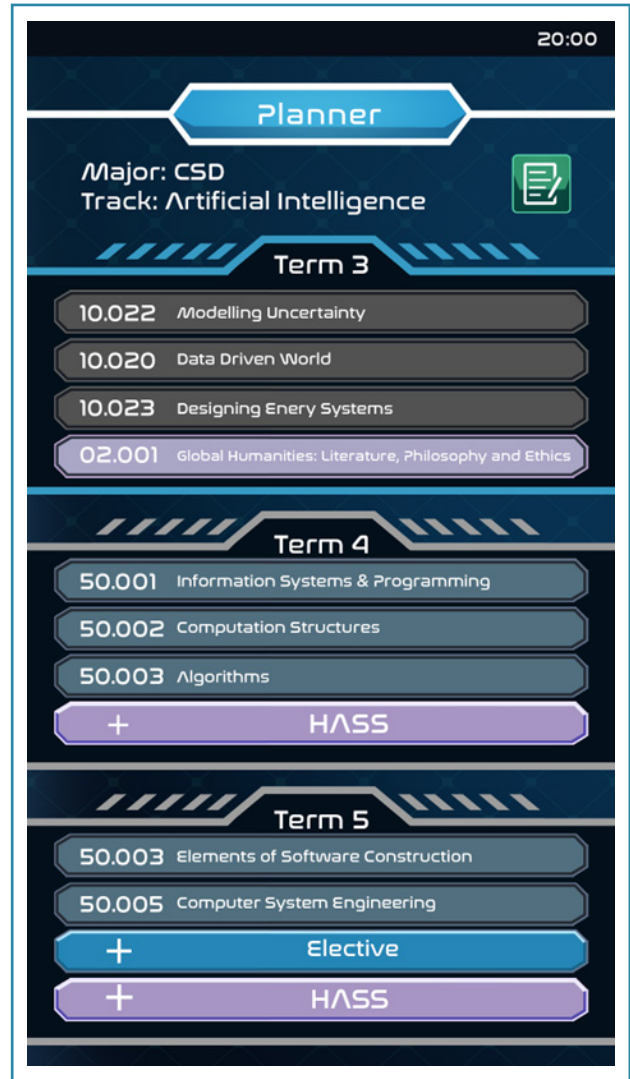 20:00
Planner
Major: CSD
Track: Artificial Intelligence
Term 3
10.022 Modelling Uncertainty
10.020 Data Driven World
10.023 Designing Enery Systems
02.001 Global Humanities: Literature, Philosophy and Ethics
Term 4
50.001 Information Systems & Programming
50.002 Computation Structures
50.003 Algorithms
+ HASS
Term 5
50.003 Elements of Software Construction
50.005 Computer System Engineering
+ Elective
+ HASS